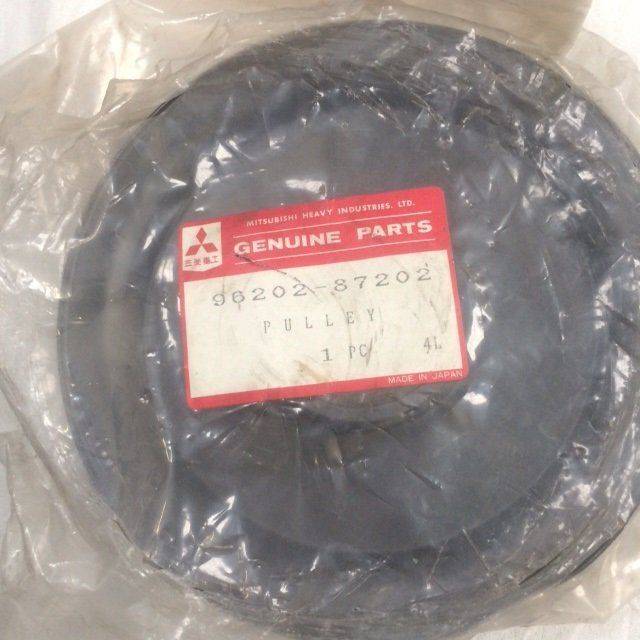 MITSUBISHI HEAVY INDUSTRIES, LTD.
GENUINE PARTS
三菱重工
96202-87202
PULLEY
1 PC 4L
MADE IN JAPAN